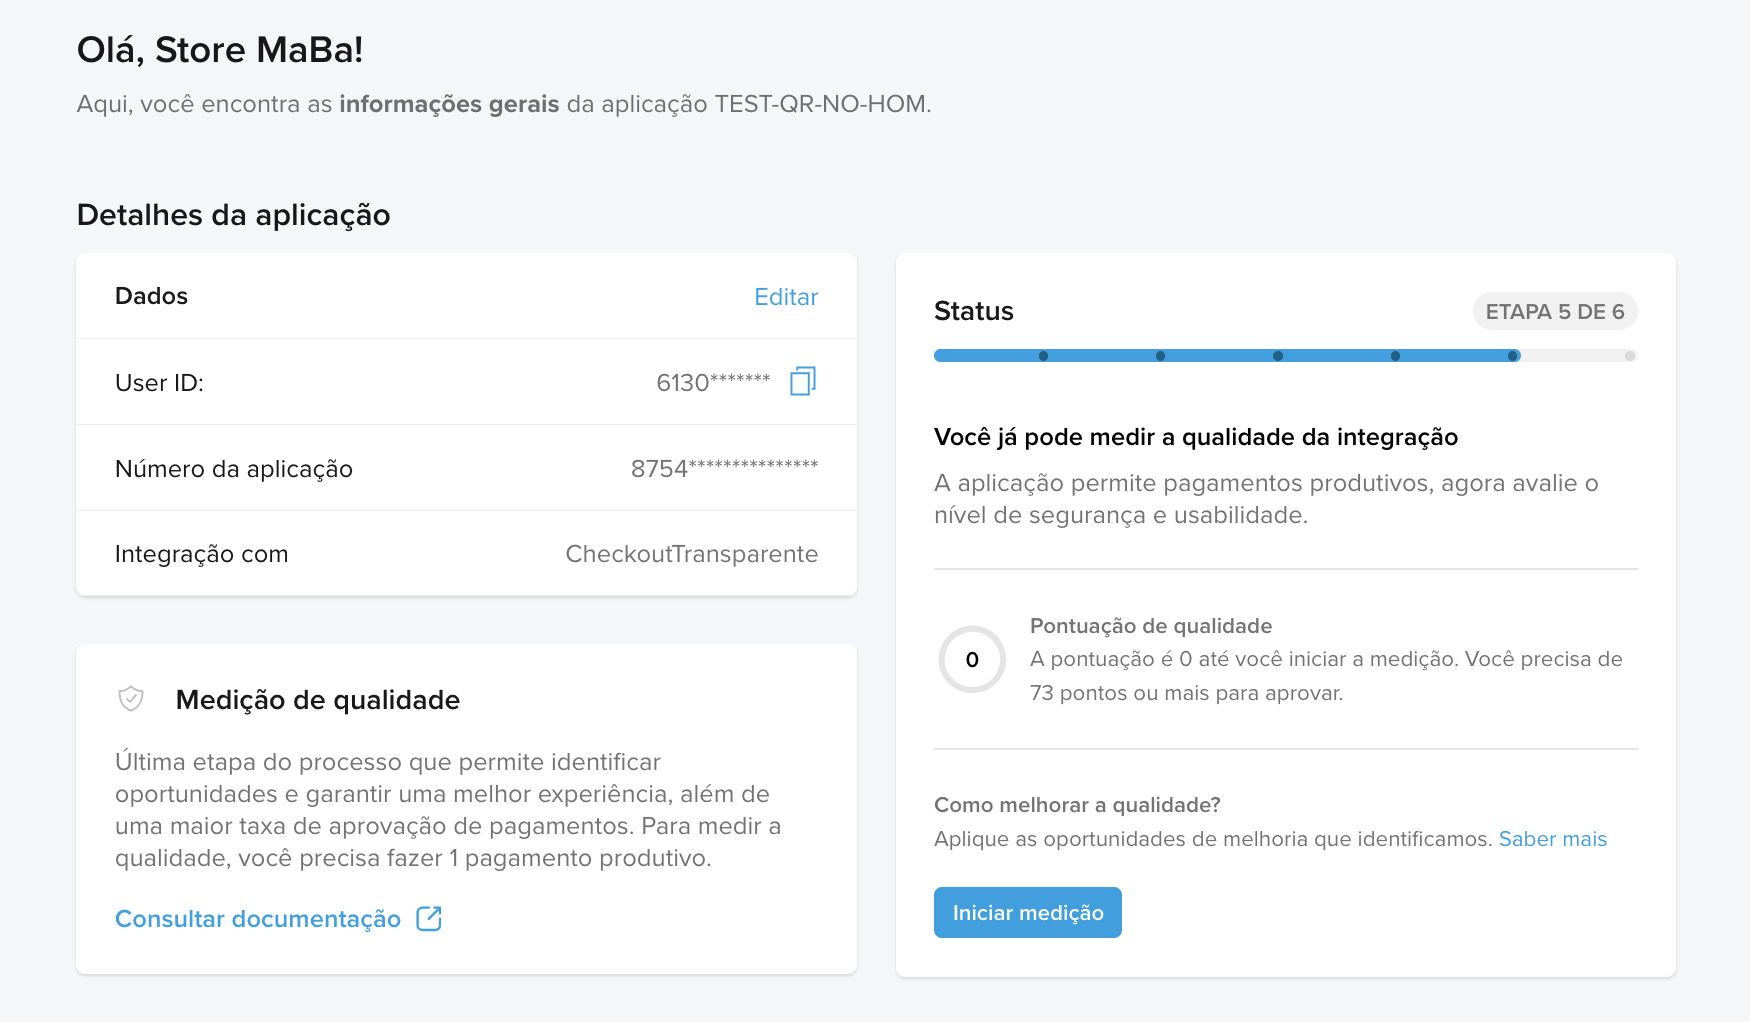 Olá, Store MaBa!
Aqui, você encontra as informações gerais da aplicação TEST-QR-NO-HOM.
Detalhes da aplicação
Dados
Editar
User ID:
6130*******
Número da aplicação
8754***************
Integração com
CheckoutTransparente
Medição de qualidade
Última etapa do processo que permite identificar
oportunidades e garantir uma melhor experiência, além de
uma maior taxa de aprovação de pagamentos. Para medir a
qualidade, você precisa fazer 1 pagamento produtivo.
Consultar documentação
Status
ETAPA 5 DE 6
Você já pode medir a qualidade da integração
A aplicação permite pagamentos produtivos, agora avalie o
nível de segurança e usabilidade.
0
Pontuação de qualidade
A pontuação é 0 até você iniciar a medição. Você precisa de
73 pontos ou mais para aprovar.
Como melhorar a qualidade?
Aplique as oportunidades de melhoria que identificamos. Saber mais
Iniciar medição